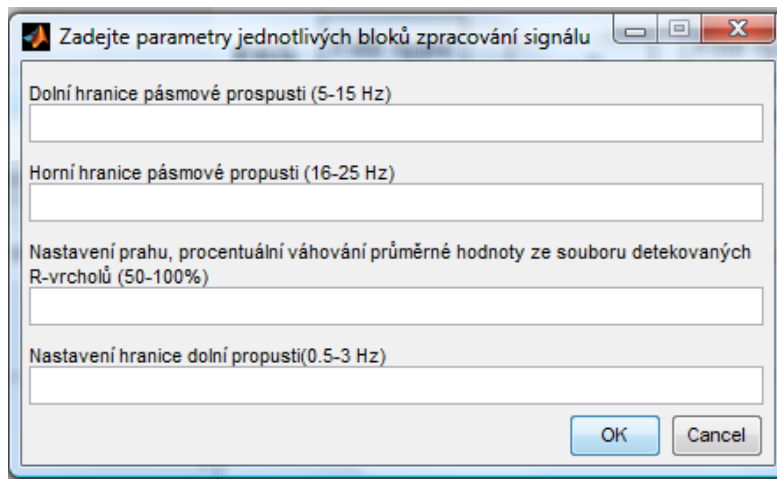 Zadejte parametry jednotlivých bloků zpracování signálu
Dolní hranice pásmové prospusti (5-15 Hz)
Horní hranice pásmové propusti (16-25 Hz)
Nastavení prahu, procentuální váhování průměrné hodnoty ze souboru detekovaných
R-vrcholů (50-100%)
Nastavení hranice dolní propusti(0.5-3 Hz)
OK Cancel